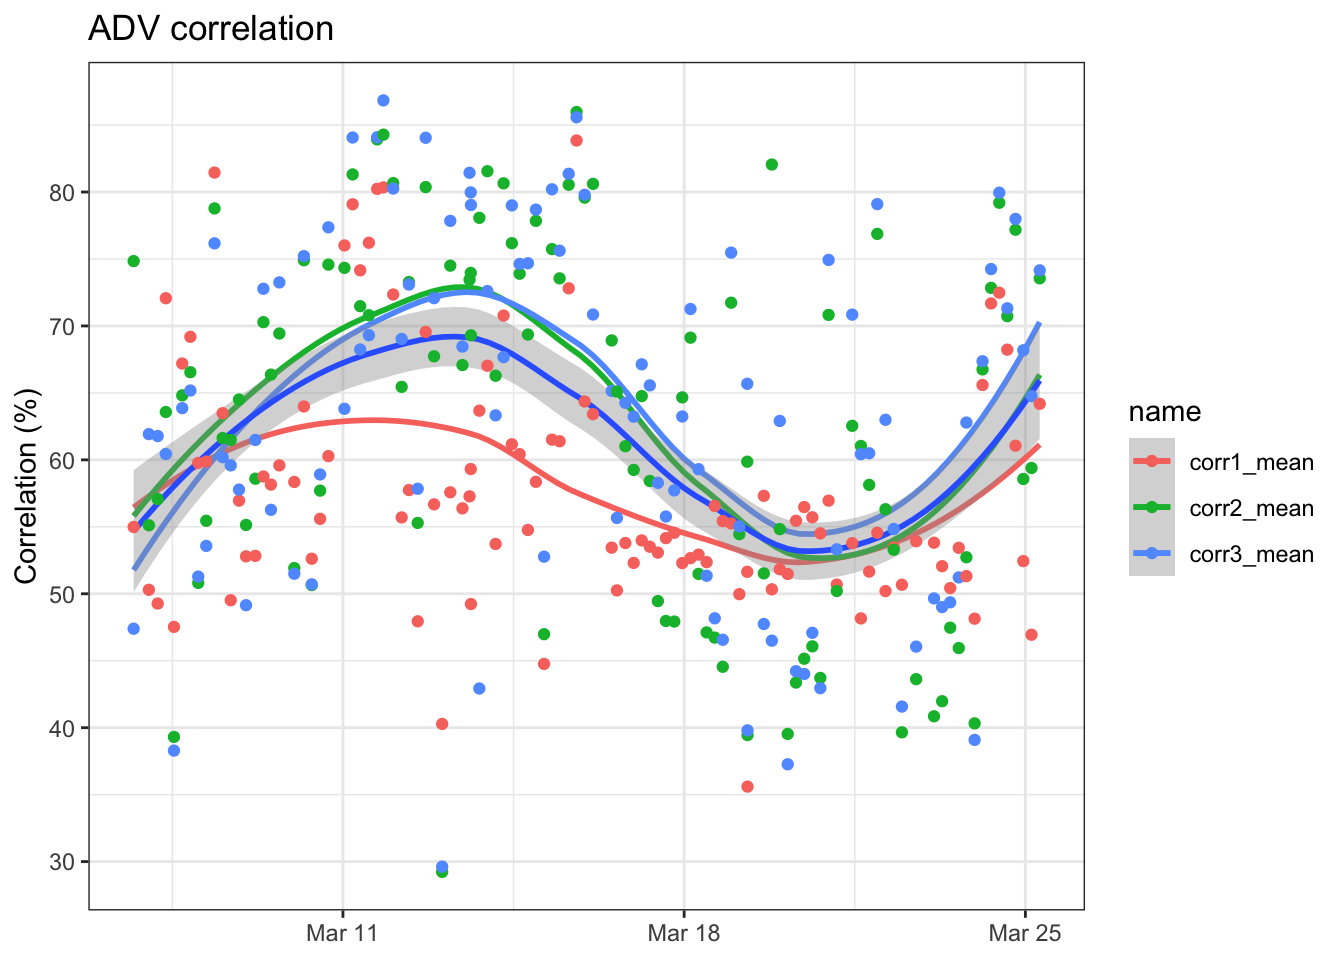 ADV correlation
Correlation (%)
80
70
60
50
40
30
Mar 11
Mar 18
Mar 25
name
corr1_mean
corr2_mean
corr3_mean